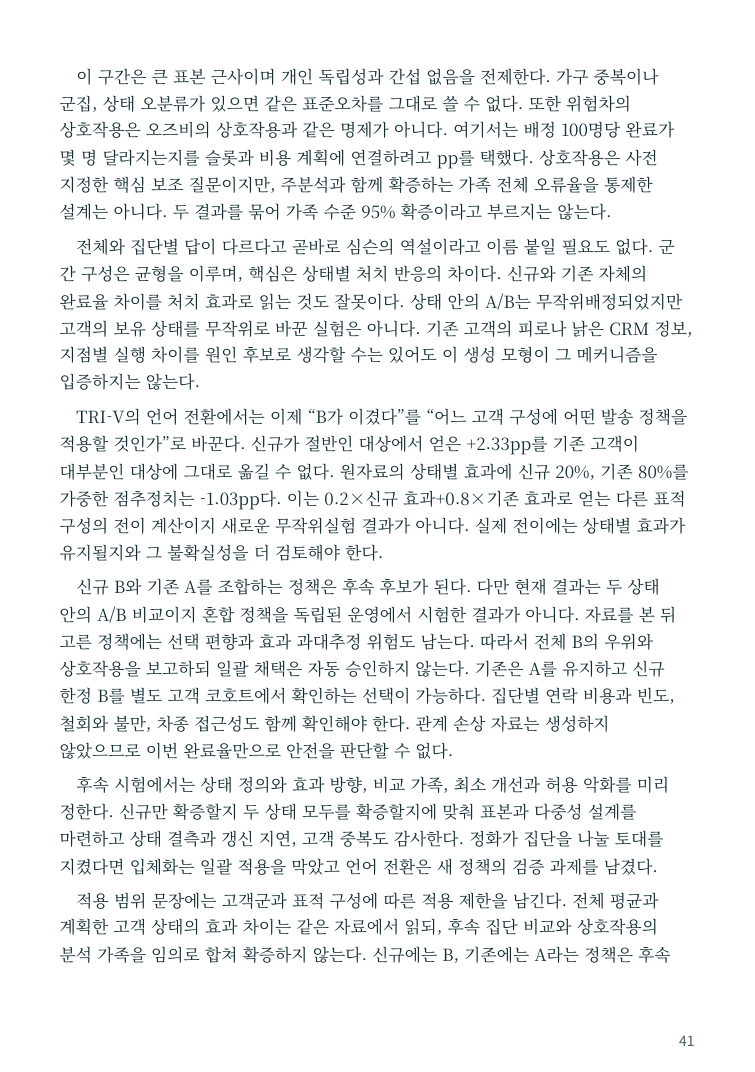 이 구간은 큰 표본 근사이며 개인 독립성과 간섭 없음을 전제한다. 가구 중복이나
군집, 상태 오분류가 있으면 같은 표준오차를 그대로 쓸 수 없다. 또한 위험차의
상호작용은 오즈비의 상호작용과 같은 명제가 아니다. 여기서는 배정 100명당 완료가
몇 명 달라지는지를 슬롯과 비용 계획에 연결하려고 pp를 택했다. 상호작용은 사전
지정한 핵심 보조 질문이지만, 주분석과 함께 확증하는 가족 전체 오류율을 통제한
설계는 아니다. 두 결과를 묶어 가족 수준 95% 확증이라고 부르지는 않는다.
전체와 집단별 답이 다르다고 곧바로 심슨의 역설이라고 이름 붙일 필요도 없다. 군
간 구성은 균형을 이루며, 핵심은 상태별 처치 반응의 차이다. 신규와 기존 자체의
완료율 차이를 처치 효과로 읽는 것도 잘못이다. 상태 안의 A/B는 무작위배정되었지만
고객의 보유 상태를 무작위로 바꾼 실험은 아니다. 기존 고객의 피로나 낡은 CRM 정보,
지점별 실행 차이를 원인 후보로 생각할 수는 있어도 이 생성 모형이 그 메커니즘을
입증하지는 않는다.
TRI-V의 언어 전환에서는 이제 “B가 이겼다”를 “어느 고객 구성에 어떤 발송 정책을
적용할 것인가”로 바꾼다. 신규가 절반인 대상에서 얻은 +2.33pp를 기존 고객이
대부분인 대상에 그대로 옮길 수 없다. 원자료의 상태별 효과에 신규 20%, 기존 80%를
가중한 점추정치는 -1.03pp다. 이는 0.2×신규 효과+0.8×기존 효과로 얻는 다른 표적
구성의 전이 계산이지 새로운 무작위실험 결과가 아니다. 실제 전이에는 상태별 효과가
유지될지와 그 불확실성을 더 검토해야 한다.
신규 B와 기존 A를 조합하는 정책은 후속 후보가 된다. 다만 현재 결과는 두 상태
안의 A/B 비교이지 혼합 정책을 독립된 운영에서 시험한 결과가 아니다. 자료를 본 뒤
고른 정책에는 선택 편향과 효과 과대추정 위험도 남는다. 따라서 전체 B의 우위와
상호작용을 보고하되 일괄 채택은 자동 승인하지 않는다. 기존은 A를 유지하고 신규
한정 B를 별도 고객 코호트에서 확인하는 선택이 가능하다. 집단별 연락 비용과 빈도,
철회와 불만, 차종 접근성도 함께 확인해야 한다. 관계 손상 자료는 생성하지
않았으므로 이번 완료율만으로 안전을 판단할 수 없다.
후속 시험에서는 상태 정의와 효과 방향, 비교 가족, 최소 개선과 허용 악화를 미리
정한다. 신규만 확증할지 두 상태 모두를 확증할지에 맞춰 표본과 다중성 설계를
마련하고 상태 결측과 갱신 지연, 고객 중복도 감사한다. 정화가 집단을 나눌 토대를
지켰다면 입체화는 일괄 적용을 막았고 언어 전환은 새 정책의 검증 과제를 남겼다.
적용 범위 문장에는 고객군과 표적 구성에 따른 적용 제한을 남긴다. 전체 평균과
계획한 고객 상태의 효과 차이는 같은 자료에서 읽되, 후속 집단 비교와 상호작용의
분석 가족을 임의로 합쳐 확증하지 않는다. 신규에는 B, 기존에는 A라는 정책은 후속
41